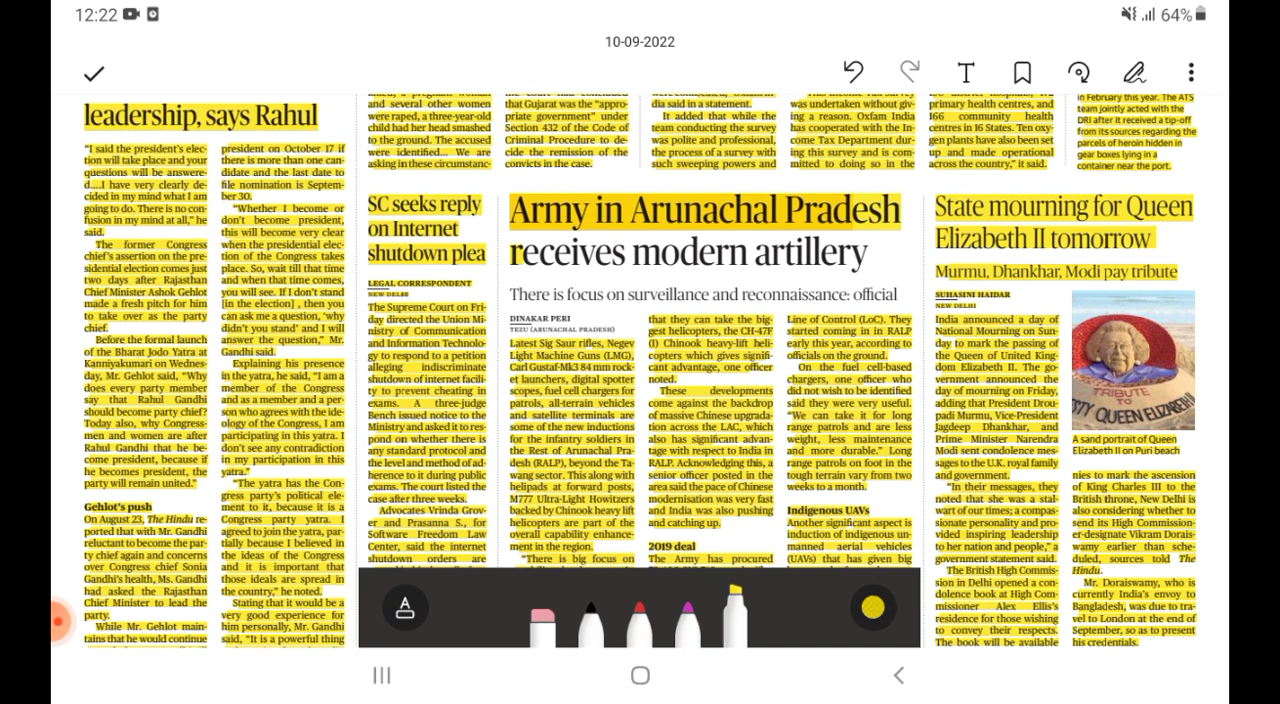 12:22
64%
10-09-2022
T
leadership, says Rahul
"I said the president's elec-
tion will take place and your
questions will be answere-
d....I have very clearly de-
cided in my mind what I am
going to do. There is no con-
fusion in my mind at all," he
said.
The former Congress
chief's assertion on the pre-
sidential election comes just
two days after Rajasthan
Chief Minister Ashok Gehlot
made a fresh pitch for him
to take over as the party
chief.
Before the formal launch
of the Bharat Jodo Yatra at
Kanniyakumari on Wednes-
day, Mr. Gehlot said, "Why
does every party member
say that Rahul Gandhi
should become party chief?
Today also, why Congress-
men and women are after
Rahul Gandhi that he be-
come president, because if
he becomes president, the
party will remain united."
Gehlot's push
On August 23, The Hindu re-
ported that with Mr. Gandhi
reluctant to become the par-
ty chief again and concerns
over Congress chief Sonia
Gandhi's health, Ms. Gandhi
had asked the Rajasthan
Chief Minister to lead the
party.
While Mr. Gehlot main-
tains that he would continue
president on October 17 if
there is more than one can-
didate and the last date to
file nomination is Septem-
ber 30.
"Whether I become or
don't become president,
this will become very clear
when the presidential elec-
tion of the Congress takes
place. So, wait till that time
and when that time comes,
you will see. If I don't stand
[in the election] , then you
can ask me a question, 'why
didn't you stand' and I will
answer the question," Mr.
Gandhi said.
Explaining his presence
in the yatra, he said, "I am a
member of the Congress
and as a member and a per-
son who agrees with the ide-
ology of the Congress, I am
participating in this yatra. I
don't see any contradiction
in my participation in this
yatra."
"The yatra has the Con-
gress party's political ele-
ment to it, because it is a
Congress party yatra. I
agreed to join the yatra, par-
tially because I believed in
the ideas of the Congress
and it is important that
those ideals are spread in
the country," he noted.
Stating that it would be a
very good experience for
him personally, Mr. Gandhi
said, "It is a powerful thing
and several other women
were raped, a three-year-old
child had her head smashed
to the ground. The accused
were identified... We are
asking in these circumstanc-
that Gujarat was the "appro-
priate government" under
Section 432 of the Code of
Criminal Procedure to de-
cide the remission of the
convicts in the case.
dia said in a statement.
It added that while the
team conducting the survey
was polite and professional,
the process of a survey with
such sweeping powers and
was undertaken without giv-
ing a reason. Oxfam India
has cooperated with the In-
come Tax Department dur-
ing this survey and is com-
mitted to doing so in the
primary health centres, and
166 community health
centres in 16 States. Ten oxy-
gen plants have also been set
up and made operational
across the country," it said.
in February this year. The ATS
team jointly acted with the
DRI after it received a tip-off
from its sources regarding the
parcels of heroin hidden in
gear boxes lying in a
container near the port.
SC seeks reply
on Internet
shutdown plea
LEGAL CORRESPONDENT
NEW DELHI
The Supreme Court on Fri-
day directed the Union Mi-
nistry of Communication
and Information Technolo-
gy to respond to a petition
alleging indiscriminate
shutdown of internet facili-
ty to prevent cheating in
exams. A three-judge
Bench issued notice to the
Ministry and asked it to res-
pond on whether there is
any standard protocol and
the level and method of ad-
herence to it during public
exams. The court listed the
case after three weeks.
Advocates Vrinda Grov-
er and Prasanna S., for
Software Freedom Law
Center, said the internet
shutdown orders are
Army in Arunachal Pradesh
receives modern artillery
There is focus on surveillance and reconnaissance: official
DINAKAR PERI
TEZU (ARUNACHAL PRADESH)
Latest Sig Saur rifles, Negev
Light Machine Guns (LMG),
Carl Gustaf-Mk3 84 mm rock-
et launchers, digital spotter
scopes, fuel cell chargers for
patrols, all-terrain vehicles
and satellite terminals are
some of the new inductions
for the infantry soldiers in
the Rest of Arunachal Pra-
desh (RALP), beyond the Ta-
wang sector. This along with
helipads at forward posts,
M777 Ultra-Light Howitzers
backed by Chinook heavy lift
helicopters are part of the
overall capability enhance-
ment in the region.
"There is big focus on
that they can take the big-
gest helicopters, the CH-47F
(I) Chinook heavy-lift heli-
copters which gives signifi-
cant advantage, one officer
noted.
These developments
come against the backdrop
of massive Chinese upgrada-
tion across the LAC, which
also has significant advan-
tage with respect to India in
RALP. Acknowledging this, a
senior officer posted in the
area said the pace of Chinese
modernisation was very fast
and India was also pushing
and catching up.
2019 deal
The Army has procured
Line of Control (LoC). They
started coming in in RALP
early this year, according to
officials on the ground.
On the fuel cell-based
chargers, one officer who
did not wish to be identified
said they were very useful.
"We can take it for long
range patrols and are less
weight, less maintenance
and more durable." Long
range patrols on foot in the
tough terrain vary from two
weeks to a month.
Indigenous UAVs
Another significant aspect is
induction of indigenous un-
manned aerial vehicles
(UAVs) that has given big
State mourning for Queen
Elizabeth II tomorrow
Murmu, Dhankhar, Modi pay tribute
SUHASINI HAIDAR
NEW DELHI
India announced a day of
National Mourning on Sun-
day to mark the passing of
the Queen of United King-
dom Elizabeth II. The go-
vernment announced the
day of mourning on Friday,
adding that President Drou-
padi Murmu, Vice-President
Jagdeep Dhankhar, and
Prime Minister Narendra
Modi sent condolence mes-
sages to the U.K. royal family
and government.
"In their messages, they
noted that she was a stal-
wart of our times; a compas-
sionate personality and pro-
vided inspiring leadership
to her nation and people," a
government statement said.
The British High Commis-
sion in Delhi opened a con-
dolence book at High Com-
missioner Alex Ellis's
residence for those wishing
to convey their respects.
The book will be available
TRIBUTE
TO
STY QUEEN ELIZABETH
A sand portrait of Queen
Elizabeth II on Puri beach
nies to mark the ascension
of King Charles III to the
British throne, New Delhi is
also considering whether to
send its High Commission-
er-designate Vikram Dorais-
wamy earlier than sche-
duled, sources told The
Hindu.
Mr. Doraiswamy, who is
currently India's envoy to
Bangladesh, was due to tra-
vel to London at the end of
September, so as to present
his credentials.
A